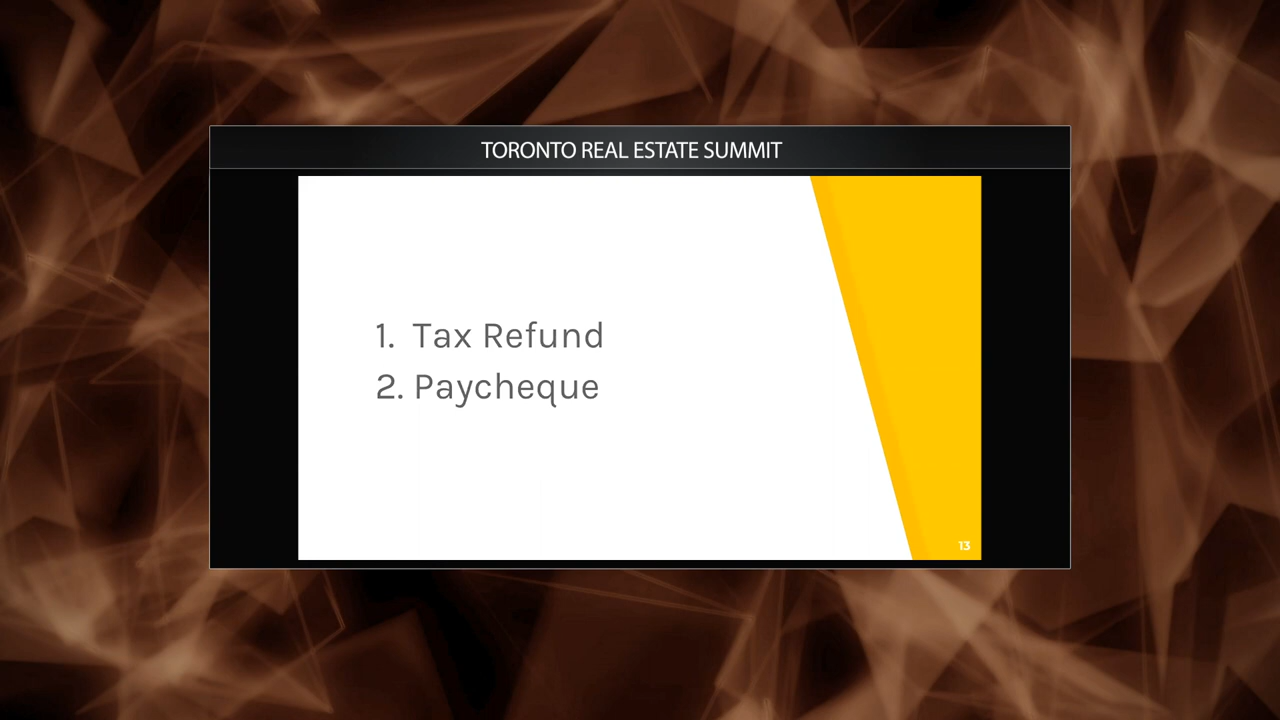 TORONTO REAL ESTATE SUMMIT
1. Tax Refund
2. Paycheque
13